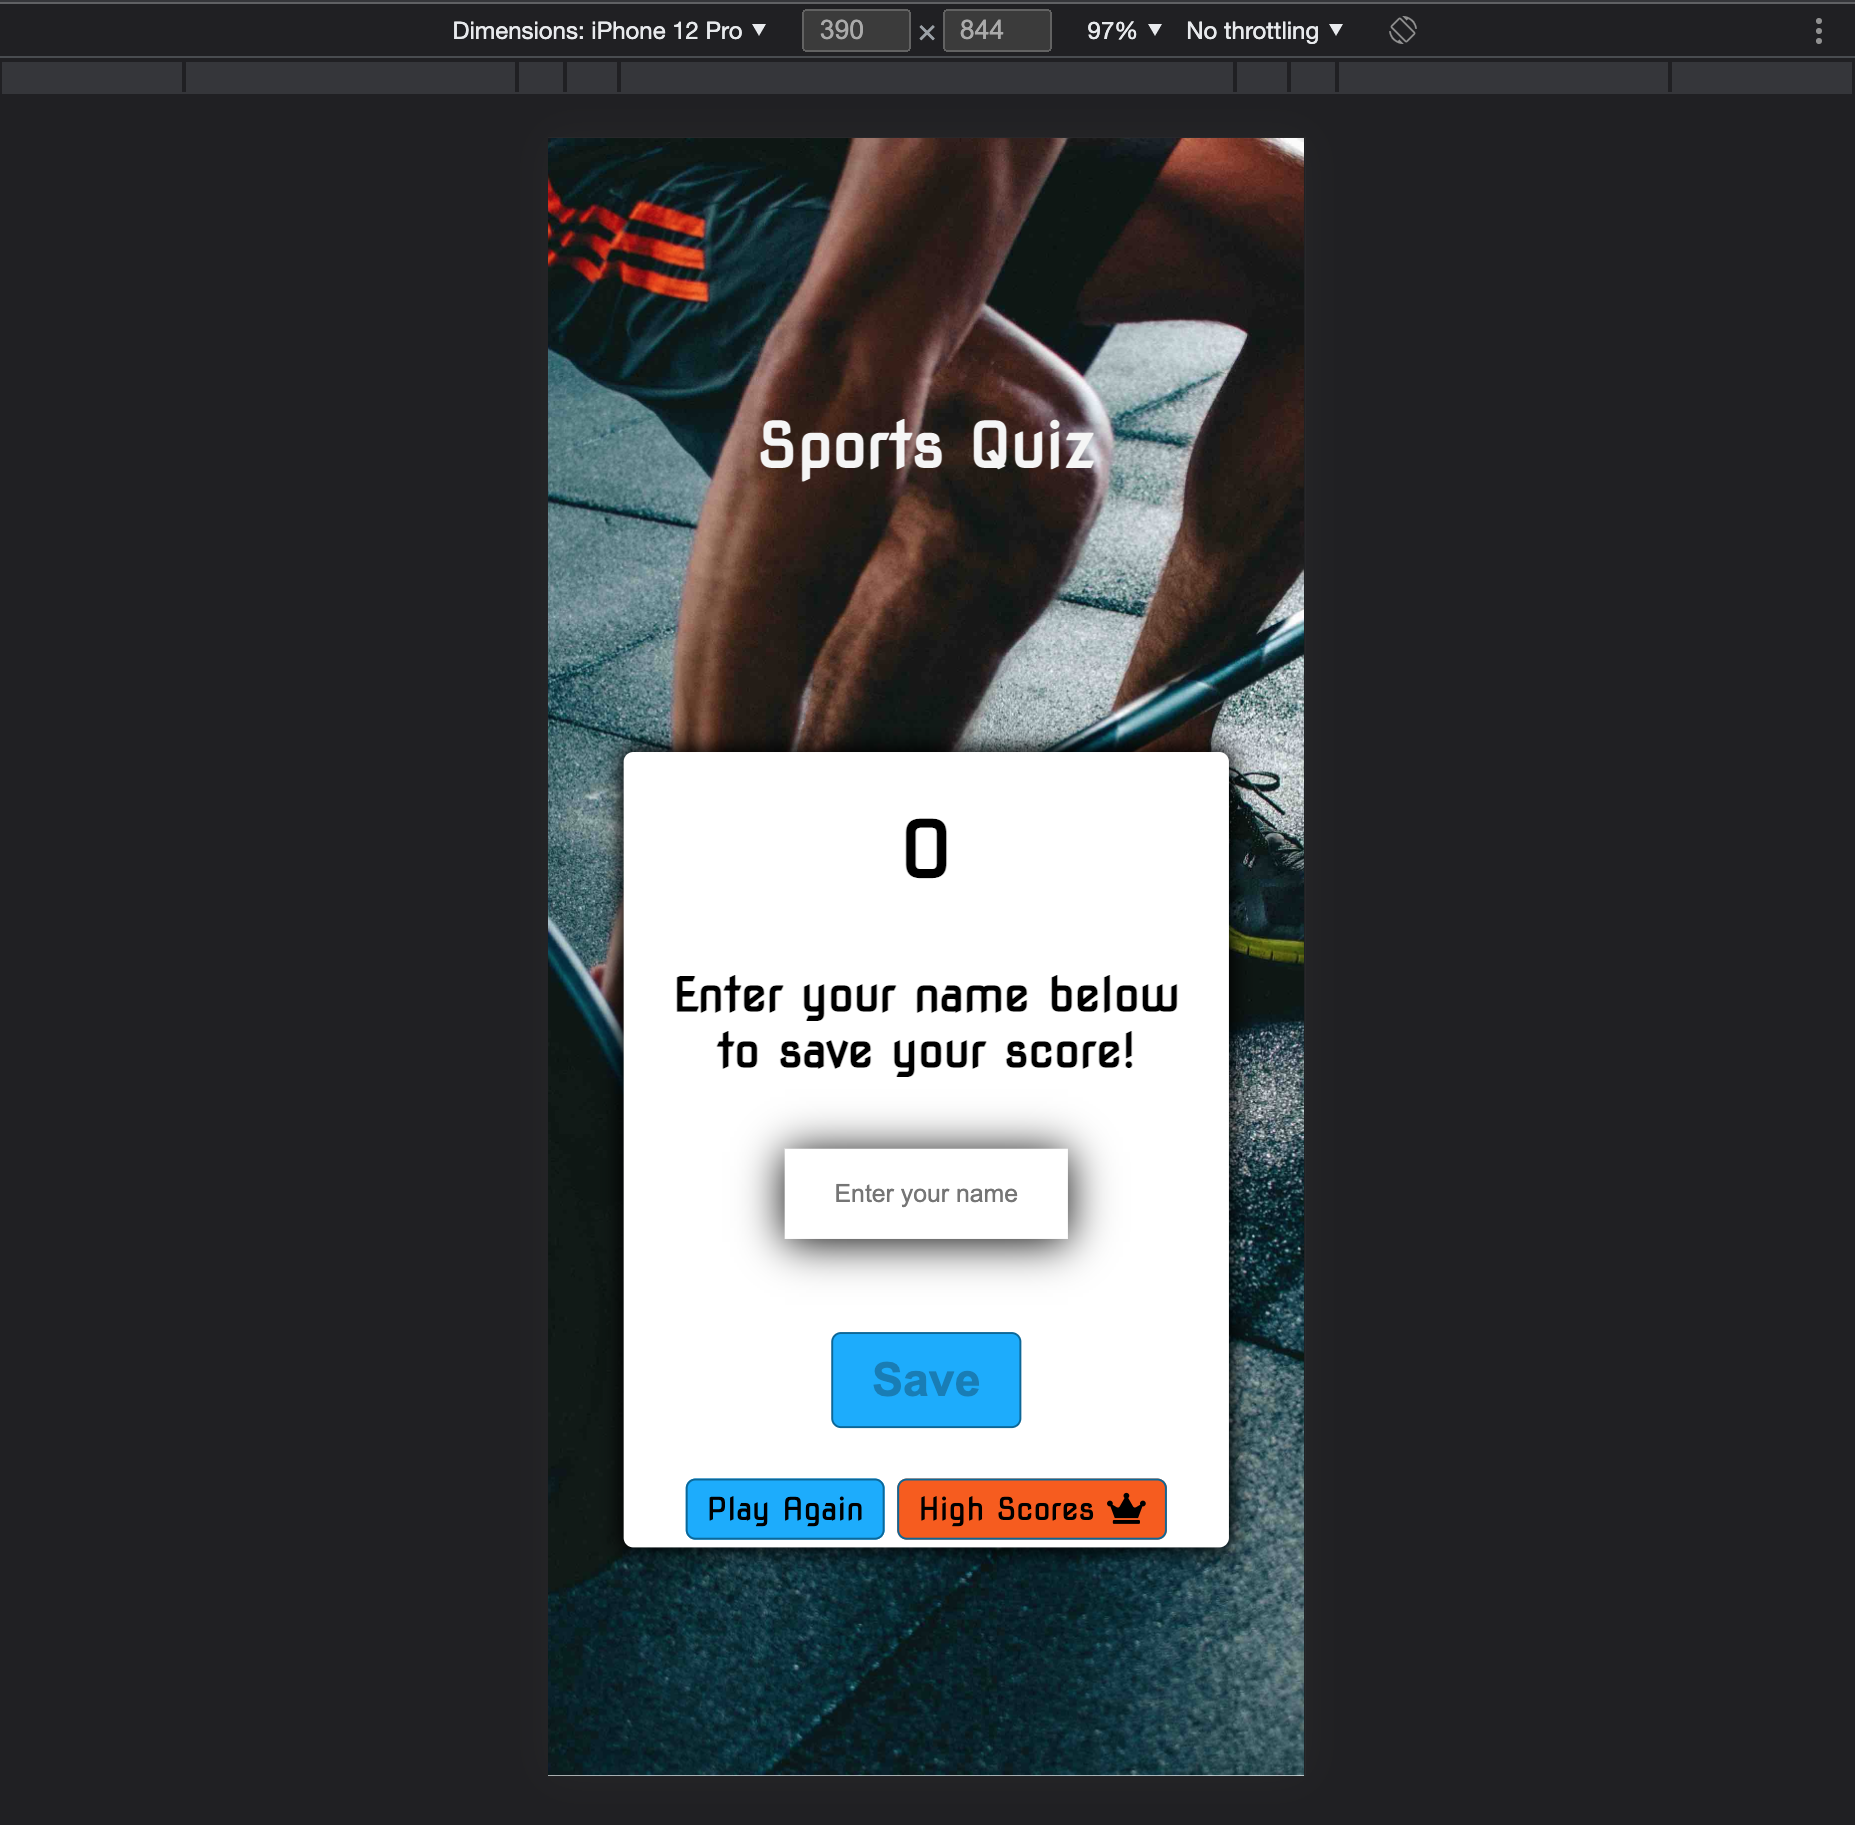 Dimensions: iPhone 12 Pro ▼ 390 × 844 97% ▼ No throttling ▼
Sports Quiz
0
Enter your name below
to save your score!
Enter your name
Save
Play Again High Scores